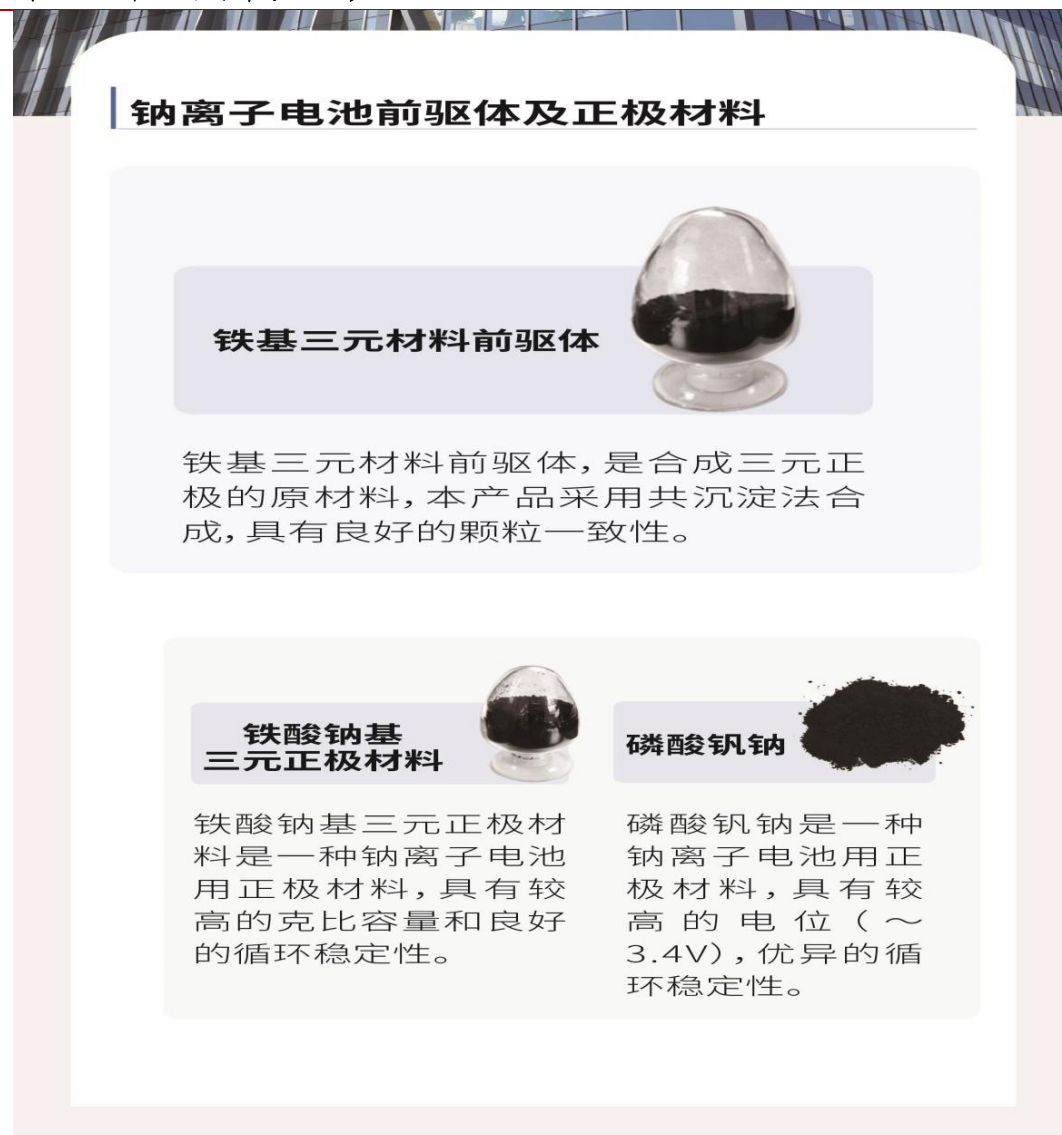 钠离子电池前驱体及正极材料
铁基三元材料前驱体
铁基三元材料前驱体，是合成三元正
极的原材料，本产品采用共沉淀法合
成，具有良好的颗粒一致性。
铁酸钠基
三元正极材料
铁酸钠基三元正极材
料是一种钠离子电池
用正极材料，具有较
高的克比容量和良好
的循环稳定性。
磷酸钒钠
磷酸钒钠是一种
钠离子电池用正
极材料，具有较
高的电位（～
3.4V），优异的循
环稳定性。